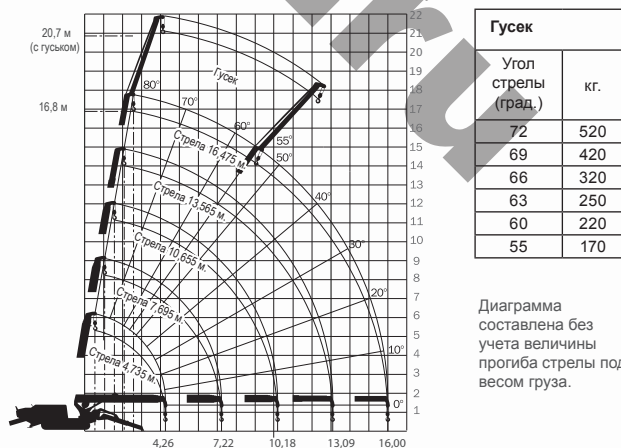 20,7 м
(с гуськом)
16,8 м
80°
70°
60°
55°
50°
40°
30°
20°
10°
0°
Гусек
Стрела 16,475 м.
Стрела 13,565 м.
Стрела 10,655 м.
Стрела 7,695 м.
Стрела 4,735 м.
22
21
20
19
18
17
16
15
14
13
12
11
10
9
8
7
6
5
4
3
2
1
4,26 7,22 10,18 13,09 16,00
Гусек
Угол стрелы (град.) кг.
72 520
69 420
66 320
63 250
60 220
55 170
Диаграмма
составлена без
учета величины
прогиба стрелы под
весом груза.
ru